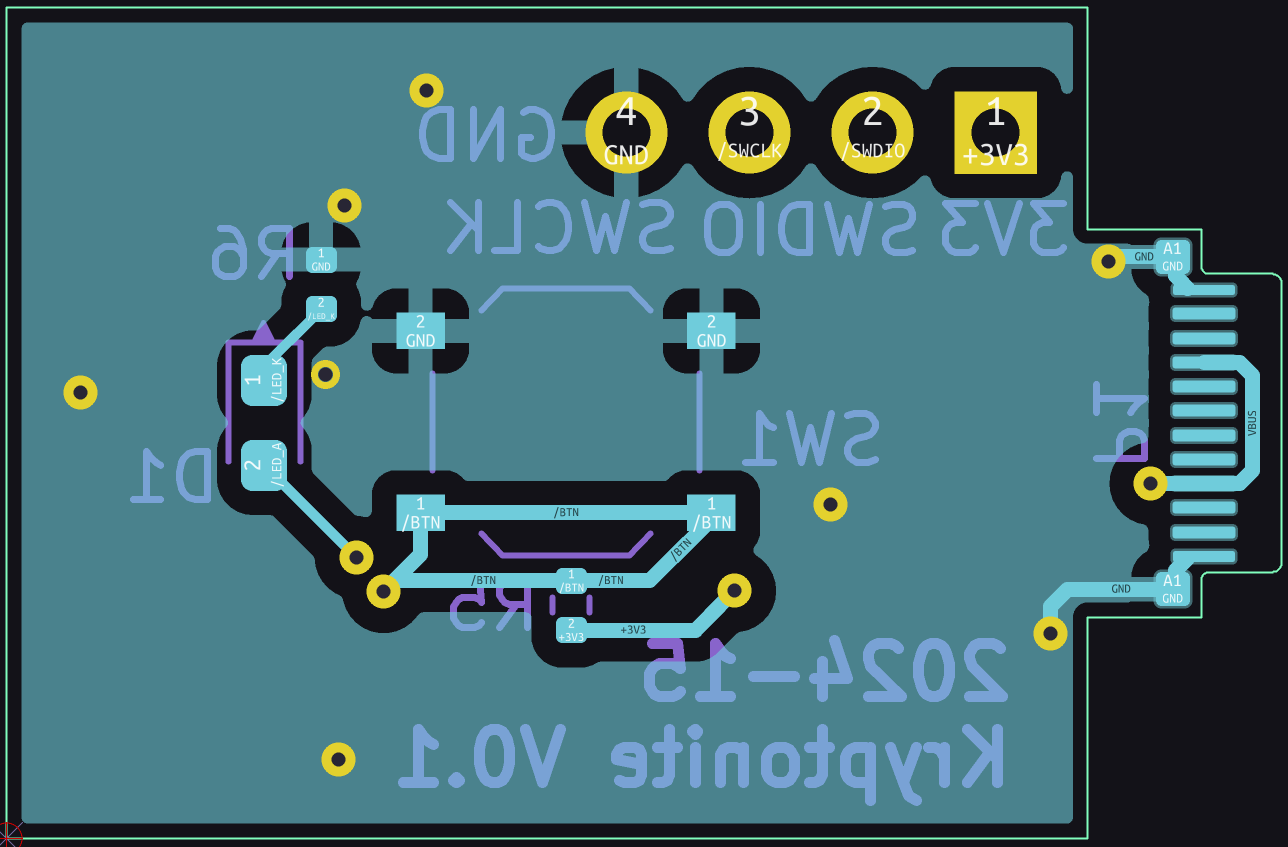 4 3 2 1
GND /SWCLK /SWDIO +3V3
GND
SWCLK SWDIO 3V3
R6
1
GND
2
/LED_K
2
GND
2
GND
A1
GND
GND
1
/LED_K
2
/LED_A
D1
SW1
P1
VBUS
1
/BTN
/BTN
1
/BTN
/BTN
/BTN
1
/BTN
/BTN
R5
2
+3V3
+3V3
GND
A1
GND
2024-15
Kryptonite V0.1